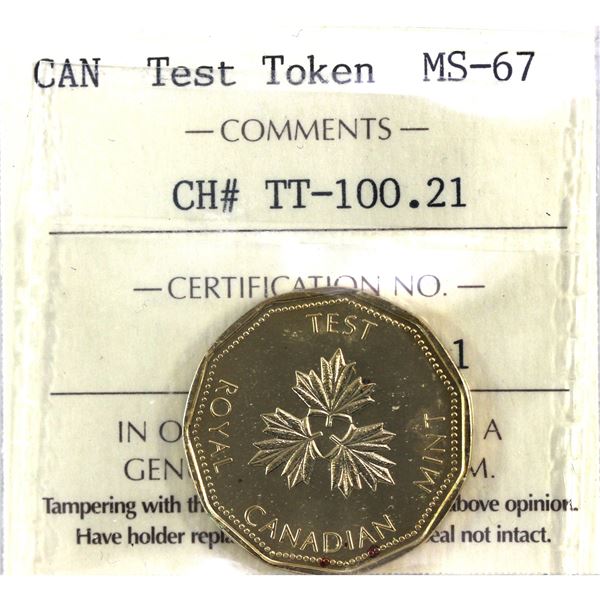 CAN Test Token MS-67
— COMMENTS —
CH# TT-100.21
— CERTIFICATION NO. —
1
TEST
ROYAL CANADIAN MINT
IN O A
GEN M.
Tampering with th above opinion.
Have holder repla eal not intact.